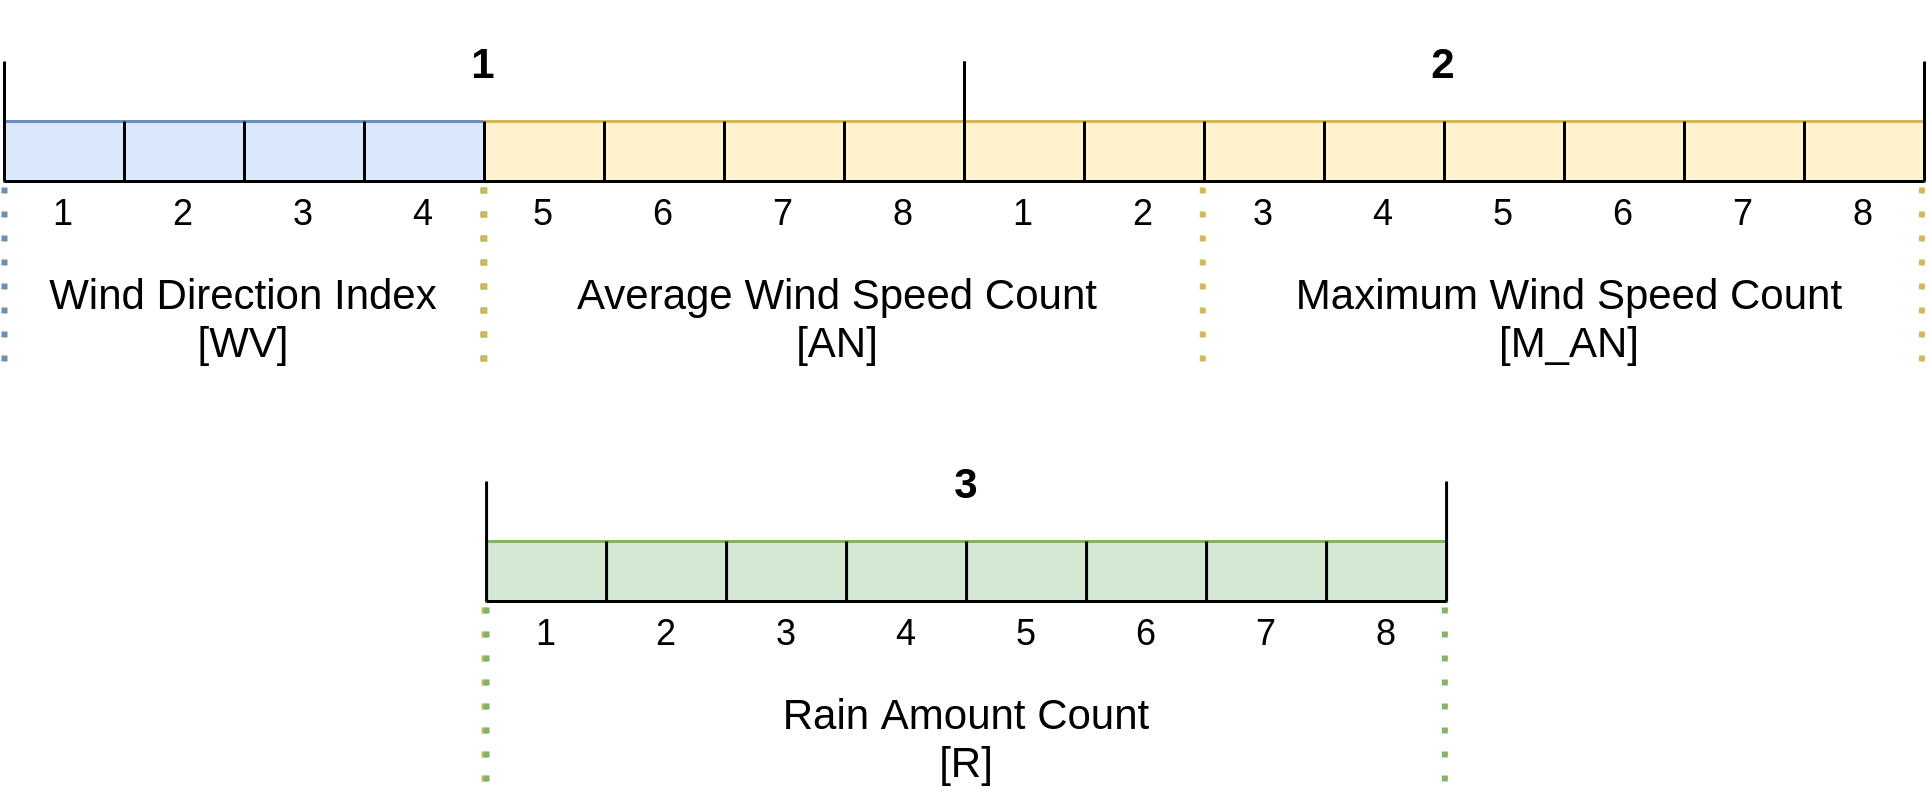 1 2
1 2 3 4 5 6 7 8 1 2 3 4 5 6 7 8
Wind Direction Index
[WV]
Average Wind Speed Count
[AN]
Maximum Wind Speed Count
[M_AN]
3
1 2 3 4 5 6 7 8
Rain Amount Count
[R]